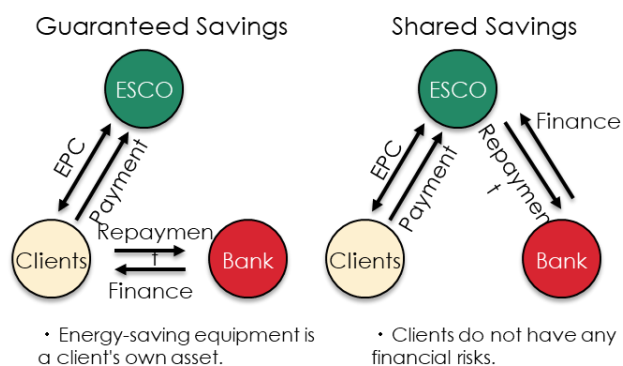 Guaranteed Savings
ESCO
EPC
Payment
Clients
Repaymen
t
Finance
Bank
・Energy-saving equipment is
a client's own asset.
Shared Savings
ESCO
EPC
Payment
Repaymen
t
Finance
Clients
Bank
・Clients do not have any
financial risks.